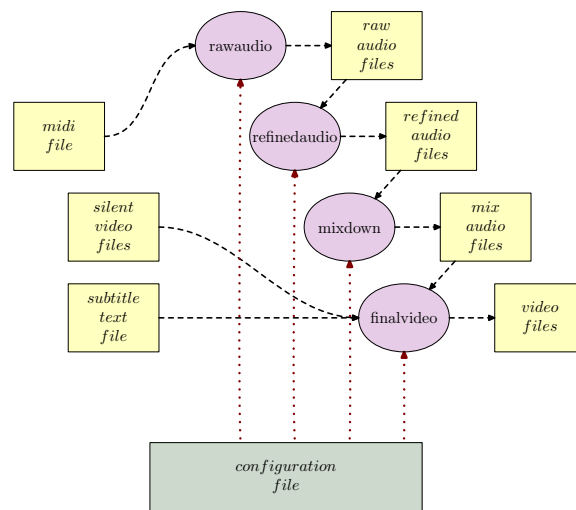 raw
audio
files
rawaudio
midi
file
refined
audio
files
refinedaudio
silent
video
files
mix
audio
files
mixdown
subtitle
text
file
finalvideo
video
files
configuration
file